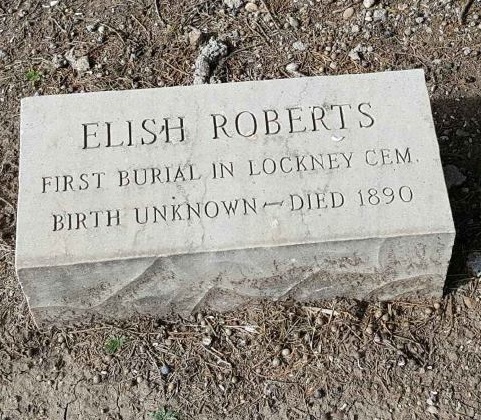 ELISH ROBERTS
FIRST BURIAL IN LOCKNEY CEM.
BIRTH UNKNOWN — DIED 1890